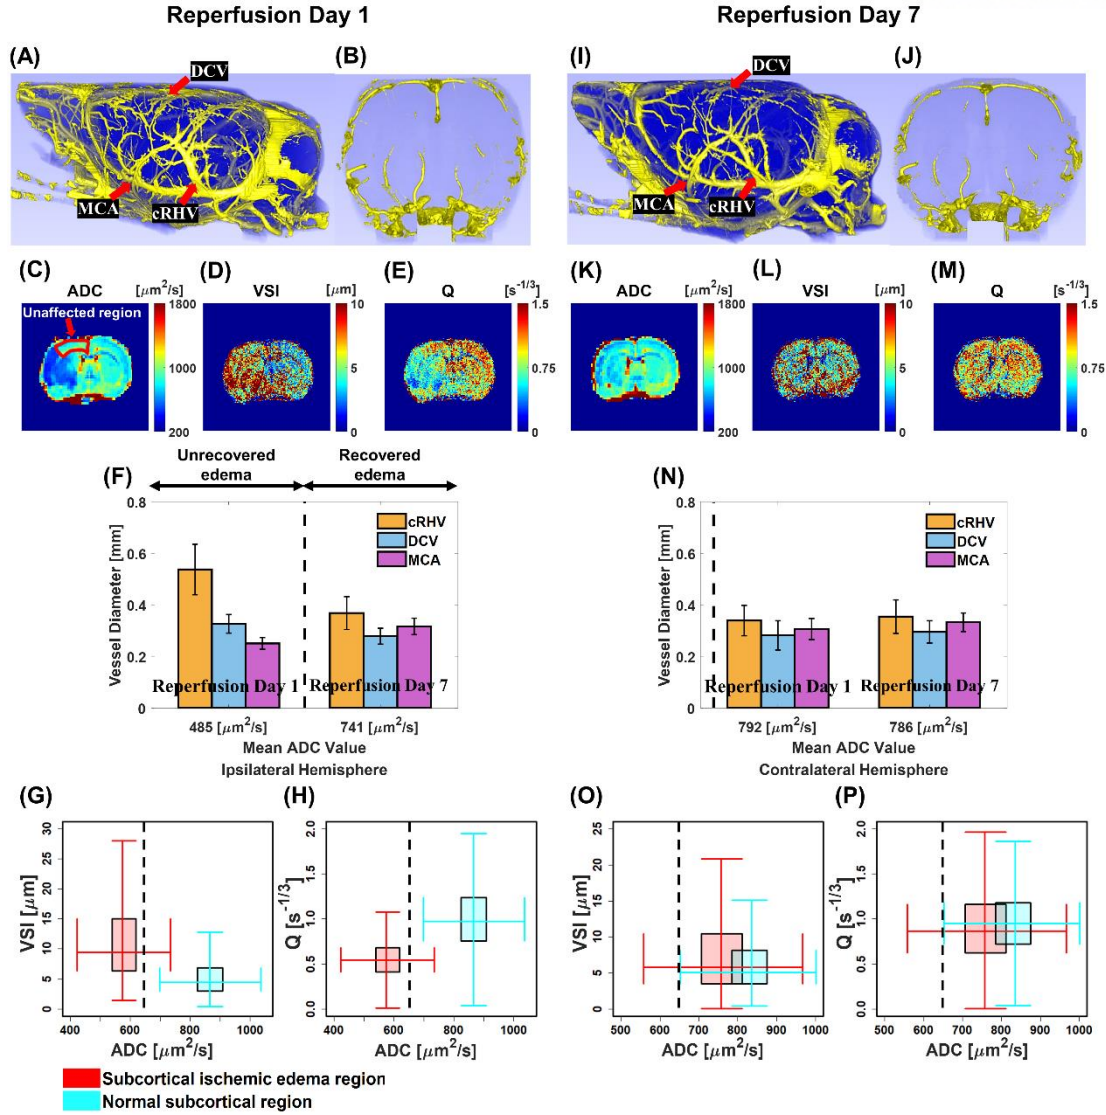 Reperfusion Day 1
Reperfusion Day 7
(A)
DCV
MCA
cRHV
(B)
(I)
DCV
MCA
cRHV
(J)
(C)
ADC
[μm²/s]
Unaffected region
1800
1000
200
(D)
VSI
[μm]
10
5
0
(E)
Q
[s⁻¹/³]
1.5
0.75
0
(K)
ADC
[μm²/s]
1800
1000
200
(L)
VSI
[μm]
10
5
0
(M)
Q
[s⁻¹/³]
1.5
0.75
0
(F)
Unrecovered edema
Recovered edema
Vessel Diameter [mm]
0.8
0.6
0.4
0.2
0
cRHV
DCV
MCA
Reperfusion Day 1
Reperfusion Day 7
485 [μm²/s]
741 [μm²/s]
Mean ADC Value
Ipsilateral Hemisphere
(N)
Vessel Diameter [mm]
0.8
0.6
0.4
0.2
0
cRHV
DCV
MCA
Reperfusion Day 1
Reperfusion Day 7
792 [μm²/s]
786 [μm²/s]
Mean ADC Value
Contralateral Hemisphere
(G)
VSI [μm]
30
25
20
15
10
5
0
400 600 800 1000
ADC [μm²/s]
(H)
Q [s⁻¹/³]
2.0
1.5
1.0
0.5
0.0
400 600 800 1000
ADC [μm²/s]
(O)
VSI [μm]
25
20
15
10
5
0
500 600 700 800 900 1000
ADC [μm²/s]
(P)
Q [s⁻¹/³]
2.0
1.5
1.0
0.5
0.0
500 600 700 800 900 1000
ADC [μm²/s]
Subcortical ischemic edema region
Normal subcortical region